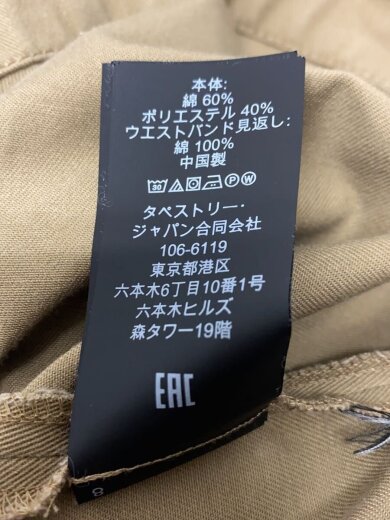 本体:
綿 60%
ポリエステル 40%
ウエストバンド見返し:
綿 100%
中国製
30 P W
タペストリー・
ジャパン合同会社
106-6119
東京都港区
六本木6丁目10番1号
六本木ヒルズ
森タワー19階
EAC